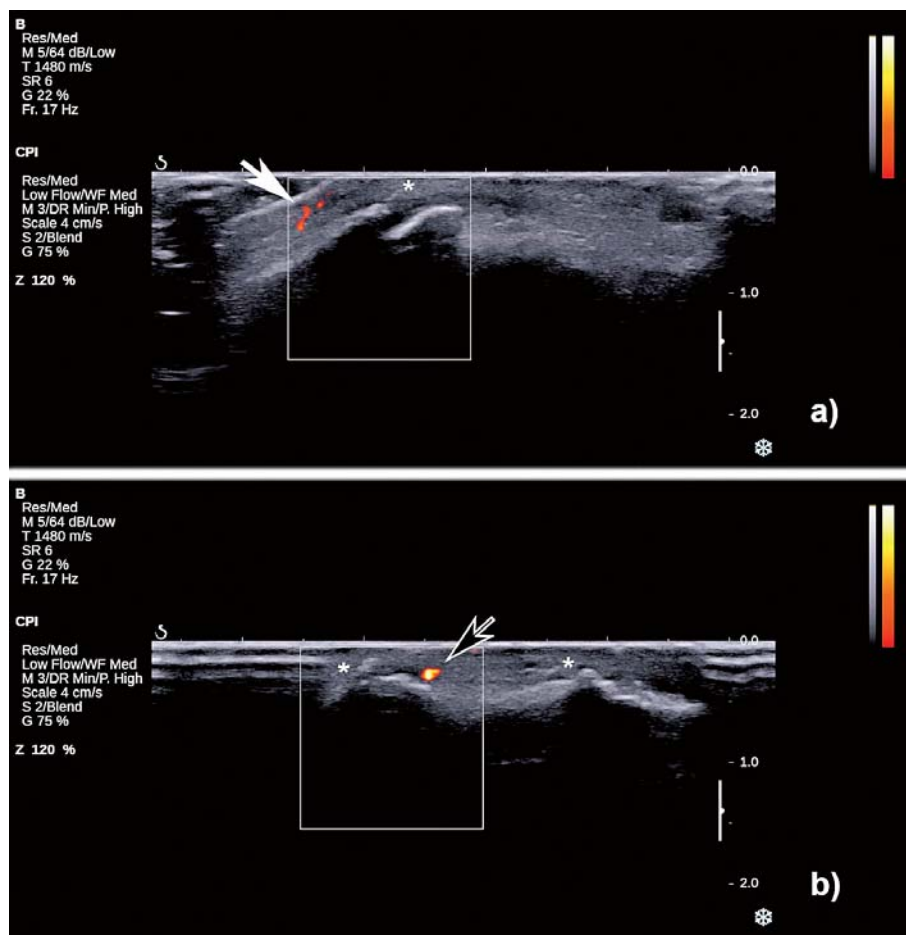 B
Res/Med
M 5/64 dB/Low
T 1480 m/s
SR 6
G 22 %
Fr. 17 Hz
CPI
Res/Med
Low Flow/WF Med
M 3/DR Min/P. High
Scale 4 cm/s
S 2/Blend
G 75 %
Z 120 %
*
0.0
1.0
2.0
a)
B
Res/Med
M 5/64 dB/Low
T 1480 m/s
SR 6
G 22 %
Fr. 17 Hz
CPI
Res/Med
Low Flow/WF Med
M 3/DR Min/P. High
Scale 4 cm/s
S 2/Blend
G 75 %
Z 120 %
* *
0.0
1.0
2.0
b)